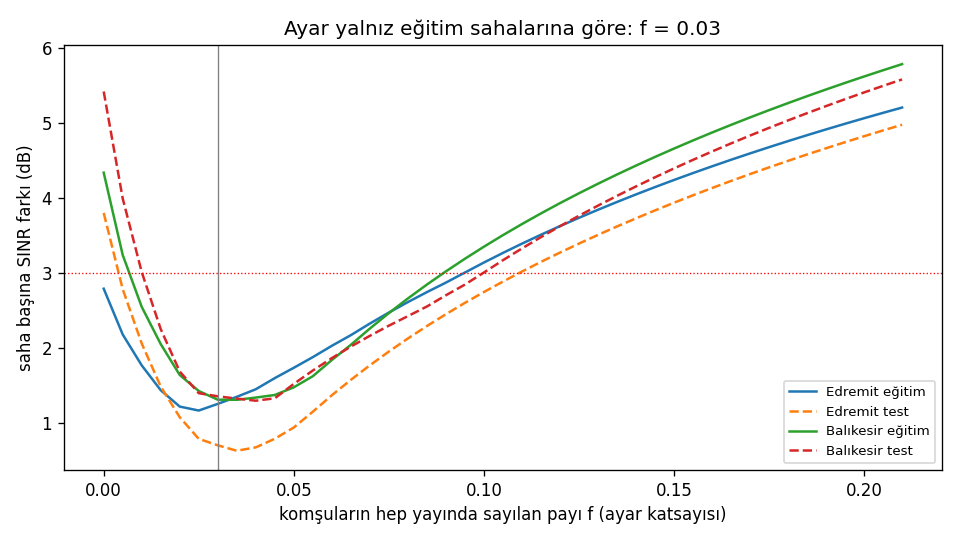 Ayar yalnız eğitim sahalarına göre: f = 0.03
saha başına SINR farkı (dB)
6
5
4
3
2
1
0.00
0.05
0.10
0.15
0.20
komşuların hep yayında sayılan payı f (ayar katsayısı)
Edremit eğitim
Edremit test
Balıkesir eğitim
Balıkesir test